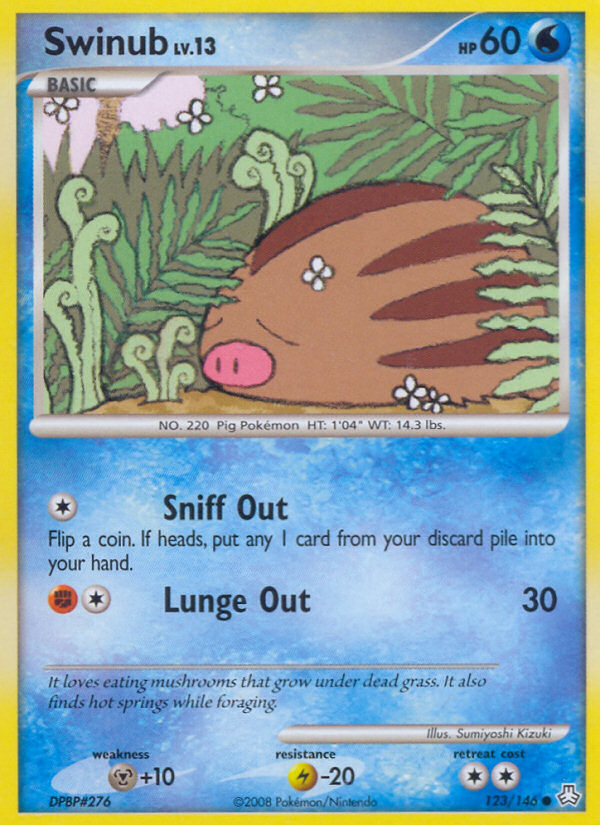 Swinub LV.13 HP 60
BASIC
NO. 220 Pig Pokémon HT: 1'04" WT: 14.3 lbs.
Sniff Out
Flip a coin. If heads, put any 1 card from your discard pile into
your hand.
Lunge Out 30
It loves eating mushrooms that grow under dead grass. It also
finds hot springs while foraging.
Illus. Sumiyoshi Kizuki
weakness resistance retreat cost
+10 -20
DPBP#276 ©2008 Pokémon/Nintendo 123/146